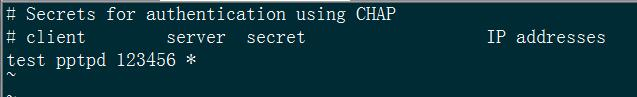 # Secrets for authentication using CHAP
# client        server  secret                  IP addresses
test pptpd 123456 *
~
~